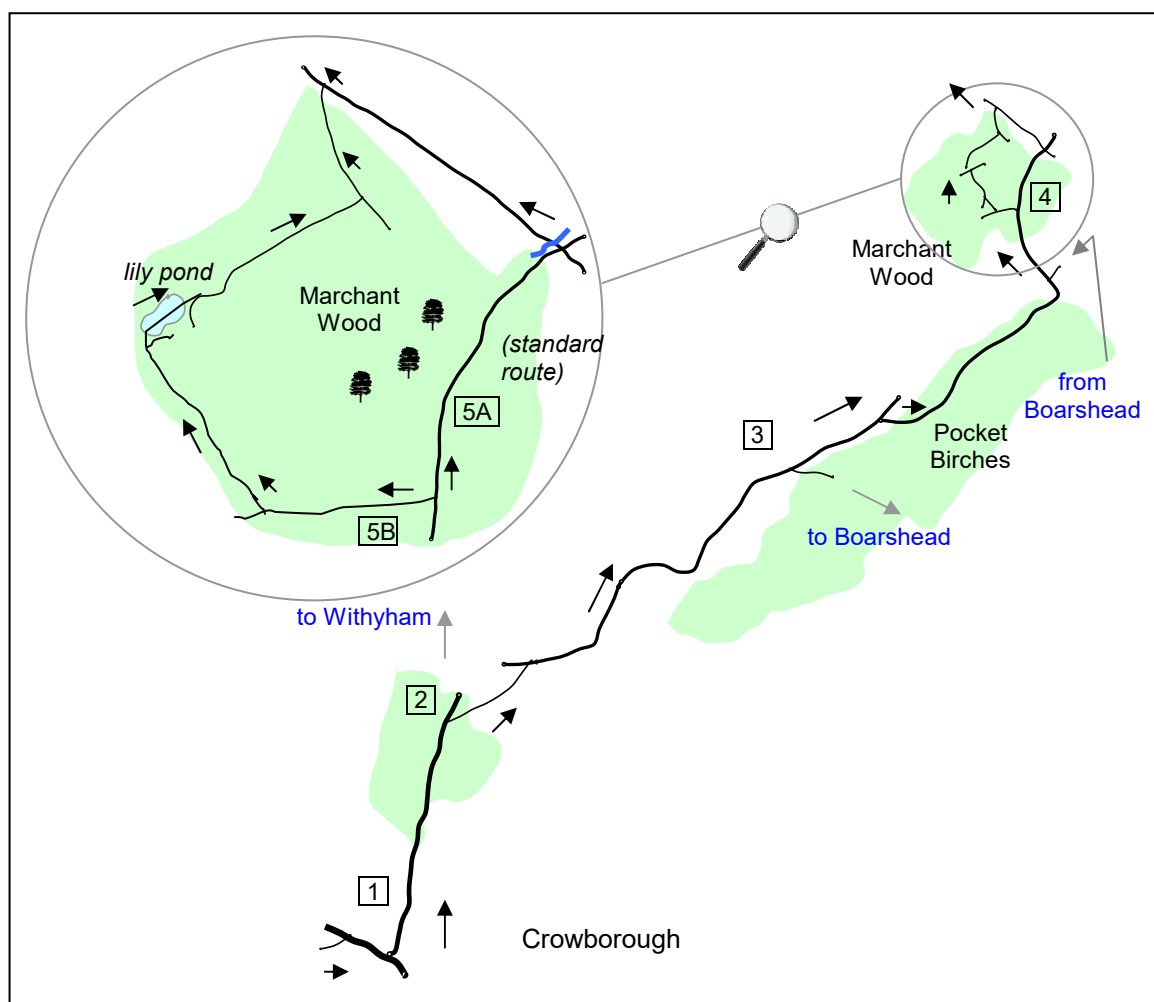 lily pond
Marchant
Wood
(standard
route)
5A
5B
4
Marchant
Wood
from
Boarshead
3
Pocket
Birches
to Boarshead
to Withyham
2
1
Crowborough